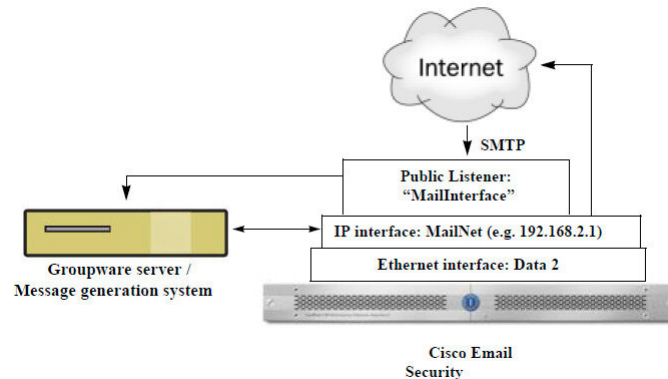 Internet
SMTP
Public Listener:
“MailInterface”
IP interface: MailNet (e.g. 192.168.2.1)
Ethernet interface: Data 2
Groupware server /
Message generation system
Cisco Email
Security